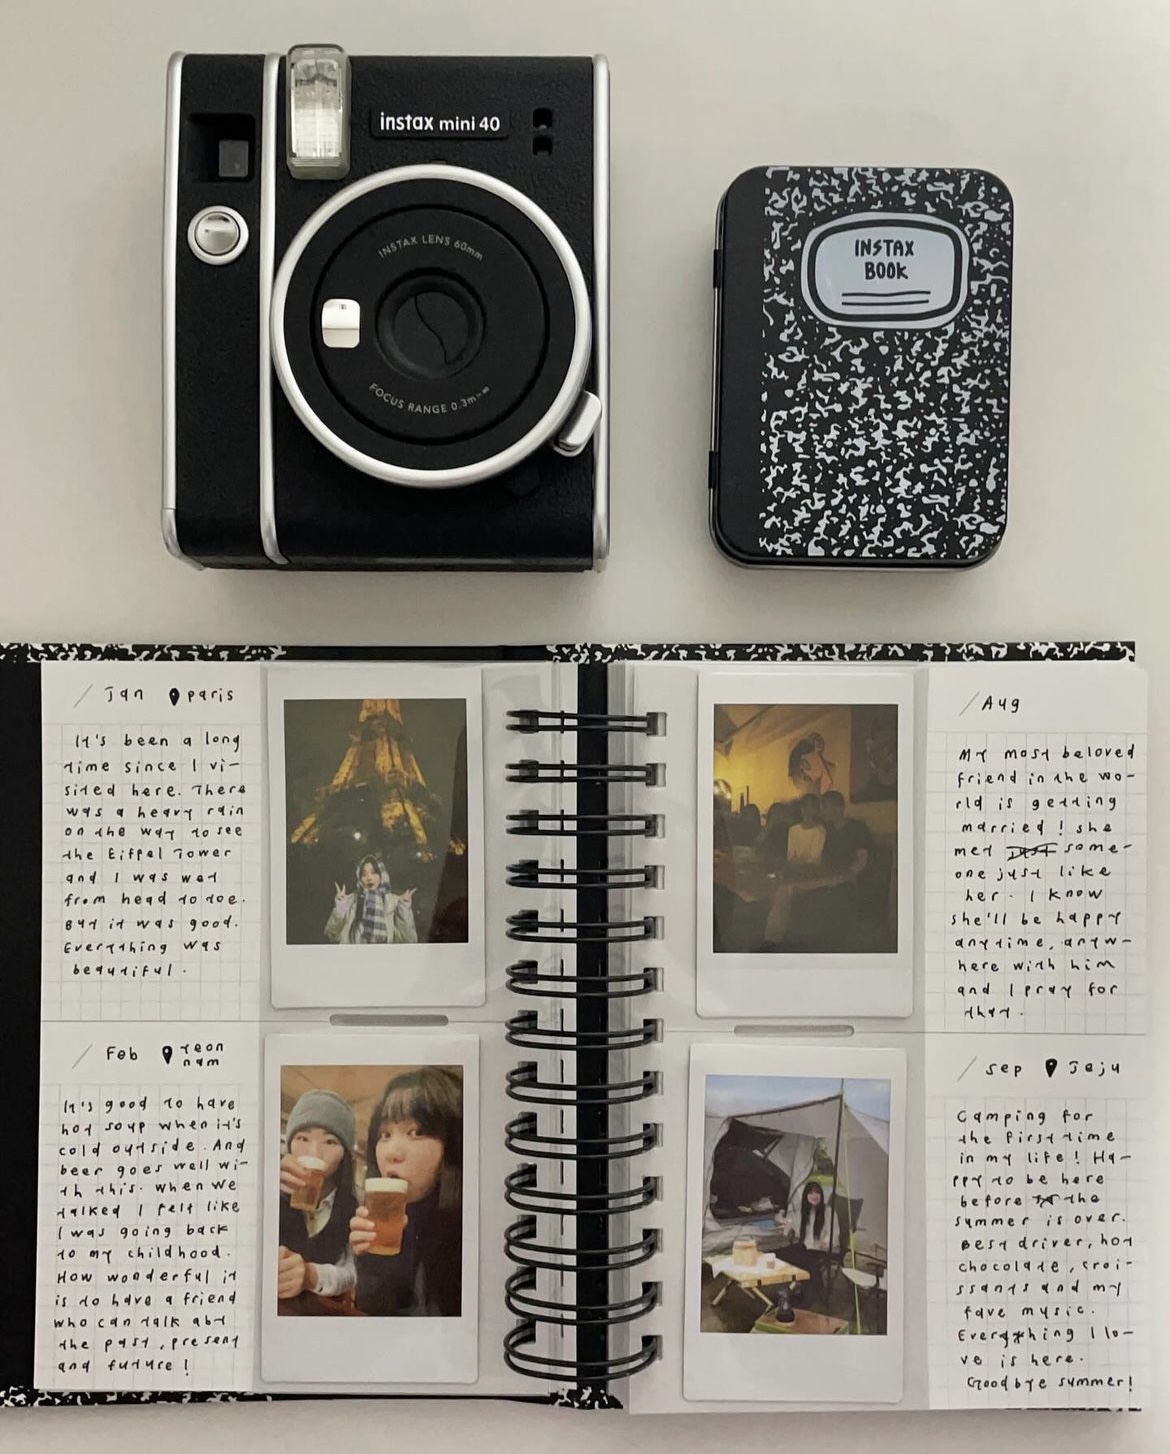 instax mini 40
INSTAX LENS 60mm
FOCUS RANGE 0.3m~∞
INSTAX
BOOK
/ Jan paris
It's been a long
time since I vi-
sited here. There
was a heavy rain
on the way to see
the Eiffel Tower
and I was wet
from head to toe.
But it was good.
Everything was
beautiful.
/ Feb yeon
nam
It's good to have
hot soup when it's
cold outside. And
beer goes well wi-
th this. When we
talked I felt like
I was going back
to my childhood.
How wonderful it
is to have a friend
who can talk abt
the past, present
and future!
/ Aug
My most beloved
friend in the wo-
rld is getting
married! she
met just some-
one just like
her. I know
she'll be happy
anytime, anyw-
here with him
and I pray for
that.
/ sep Jeju
Camping for
the first time
in my life! Ha-
ppy to be here
before the
summer is over.
Best driver, hot
chocolate, croi-
ssants and my
fave music.
Everything I lo-
ve is here.
Goodbye summer!